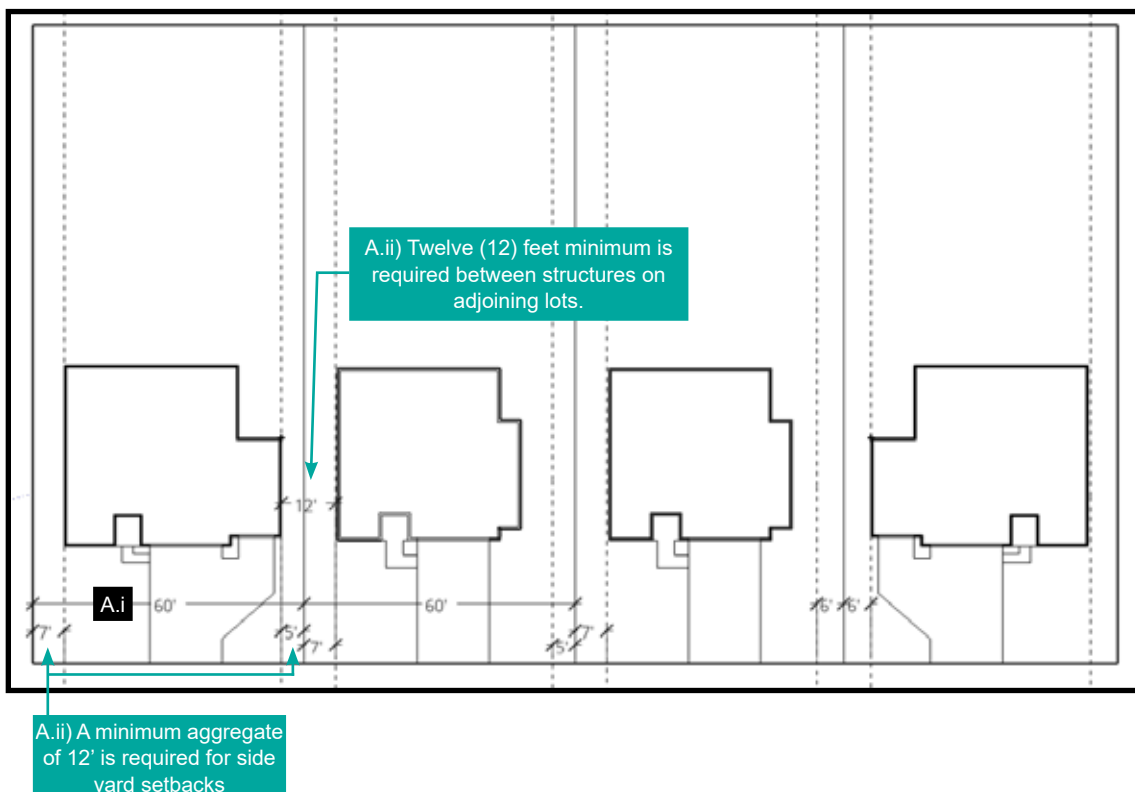 A.ii) Twelve (12) feet minimum is
required between structures on
adjoining lots.
12'
A.i
60'
60'
6'
6'
7'
5'
7'
5'
7'
A.ii) A minimum aggregate
of 12’ is required for side
yard setbacks